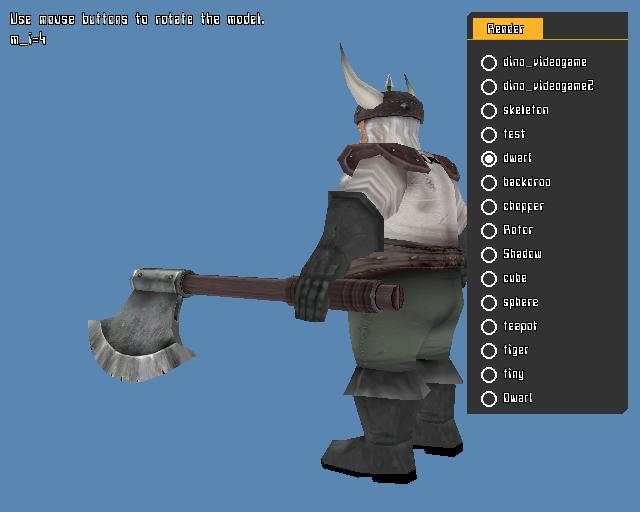 Use mouse buttons to rotate the model.
m_i=4
Render
dino_videogame
dino_videogame2
skeleton
test
dwarf
backdrop
chopper
Rotor
Shadow
cube
sphere
teapot
tiger
tiny
Dwarf